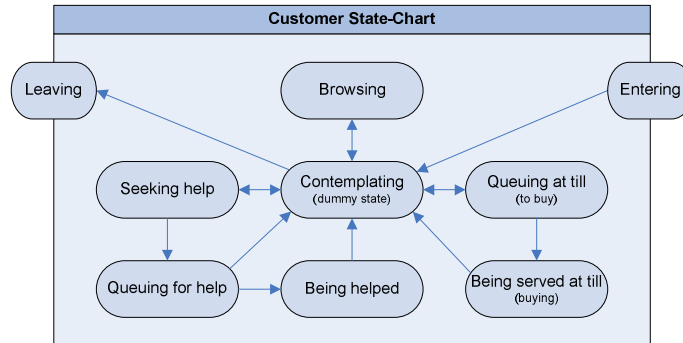 Customer State-Chart
Leaving
Browsing
Entering
Seeking help
Contemplating
(dummy state)
Queuing at till
(to buy)
Queuing for help
Being helped
Being served at till
(buying)